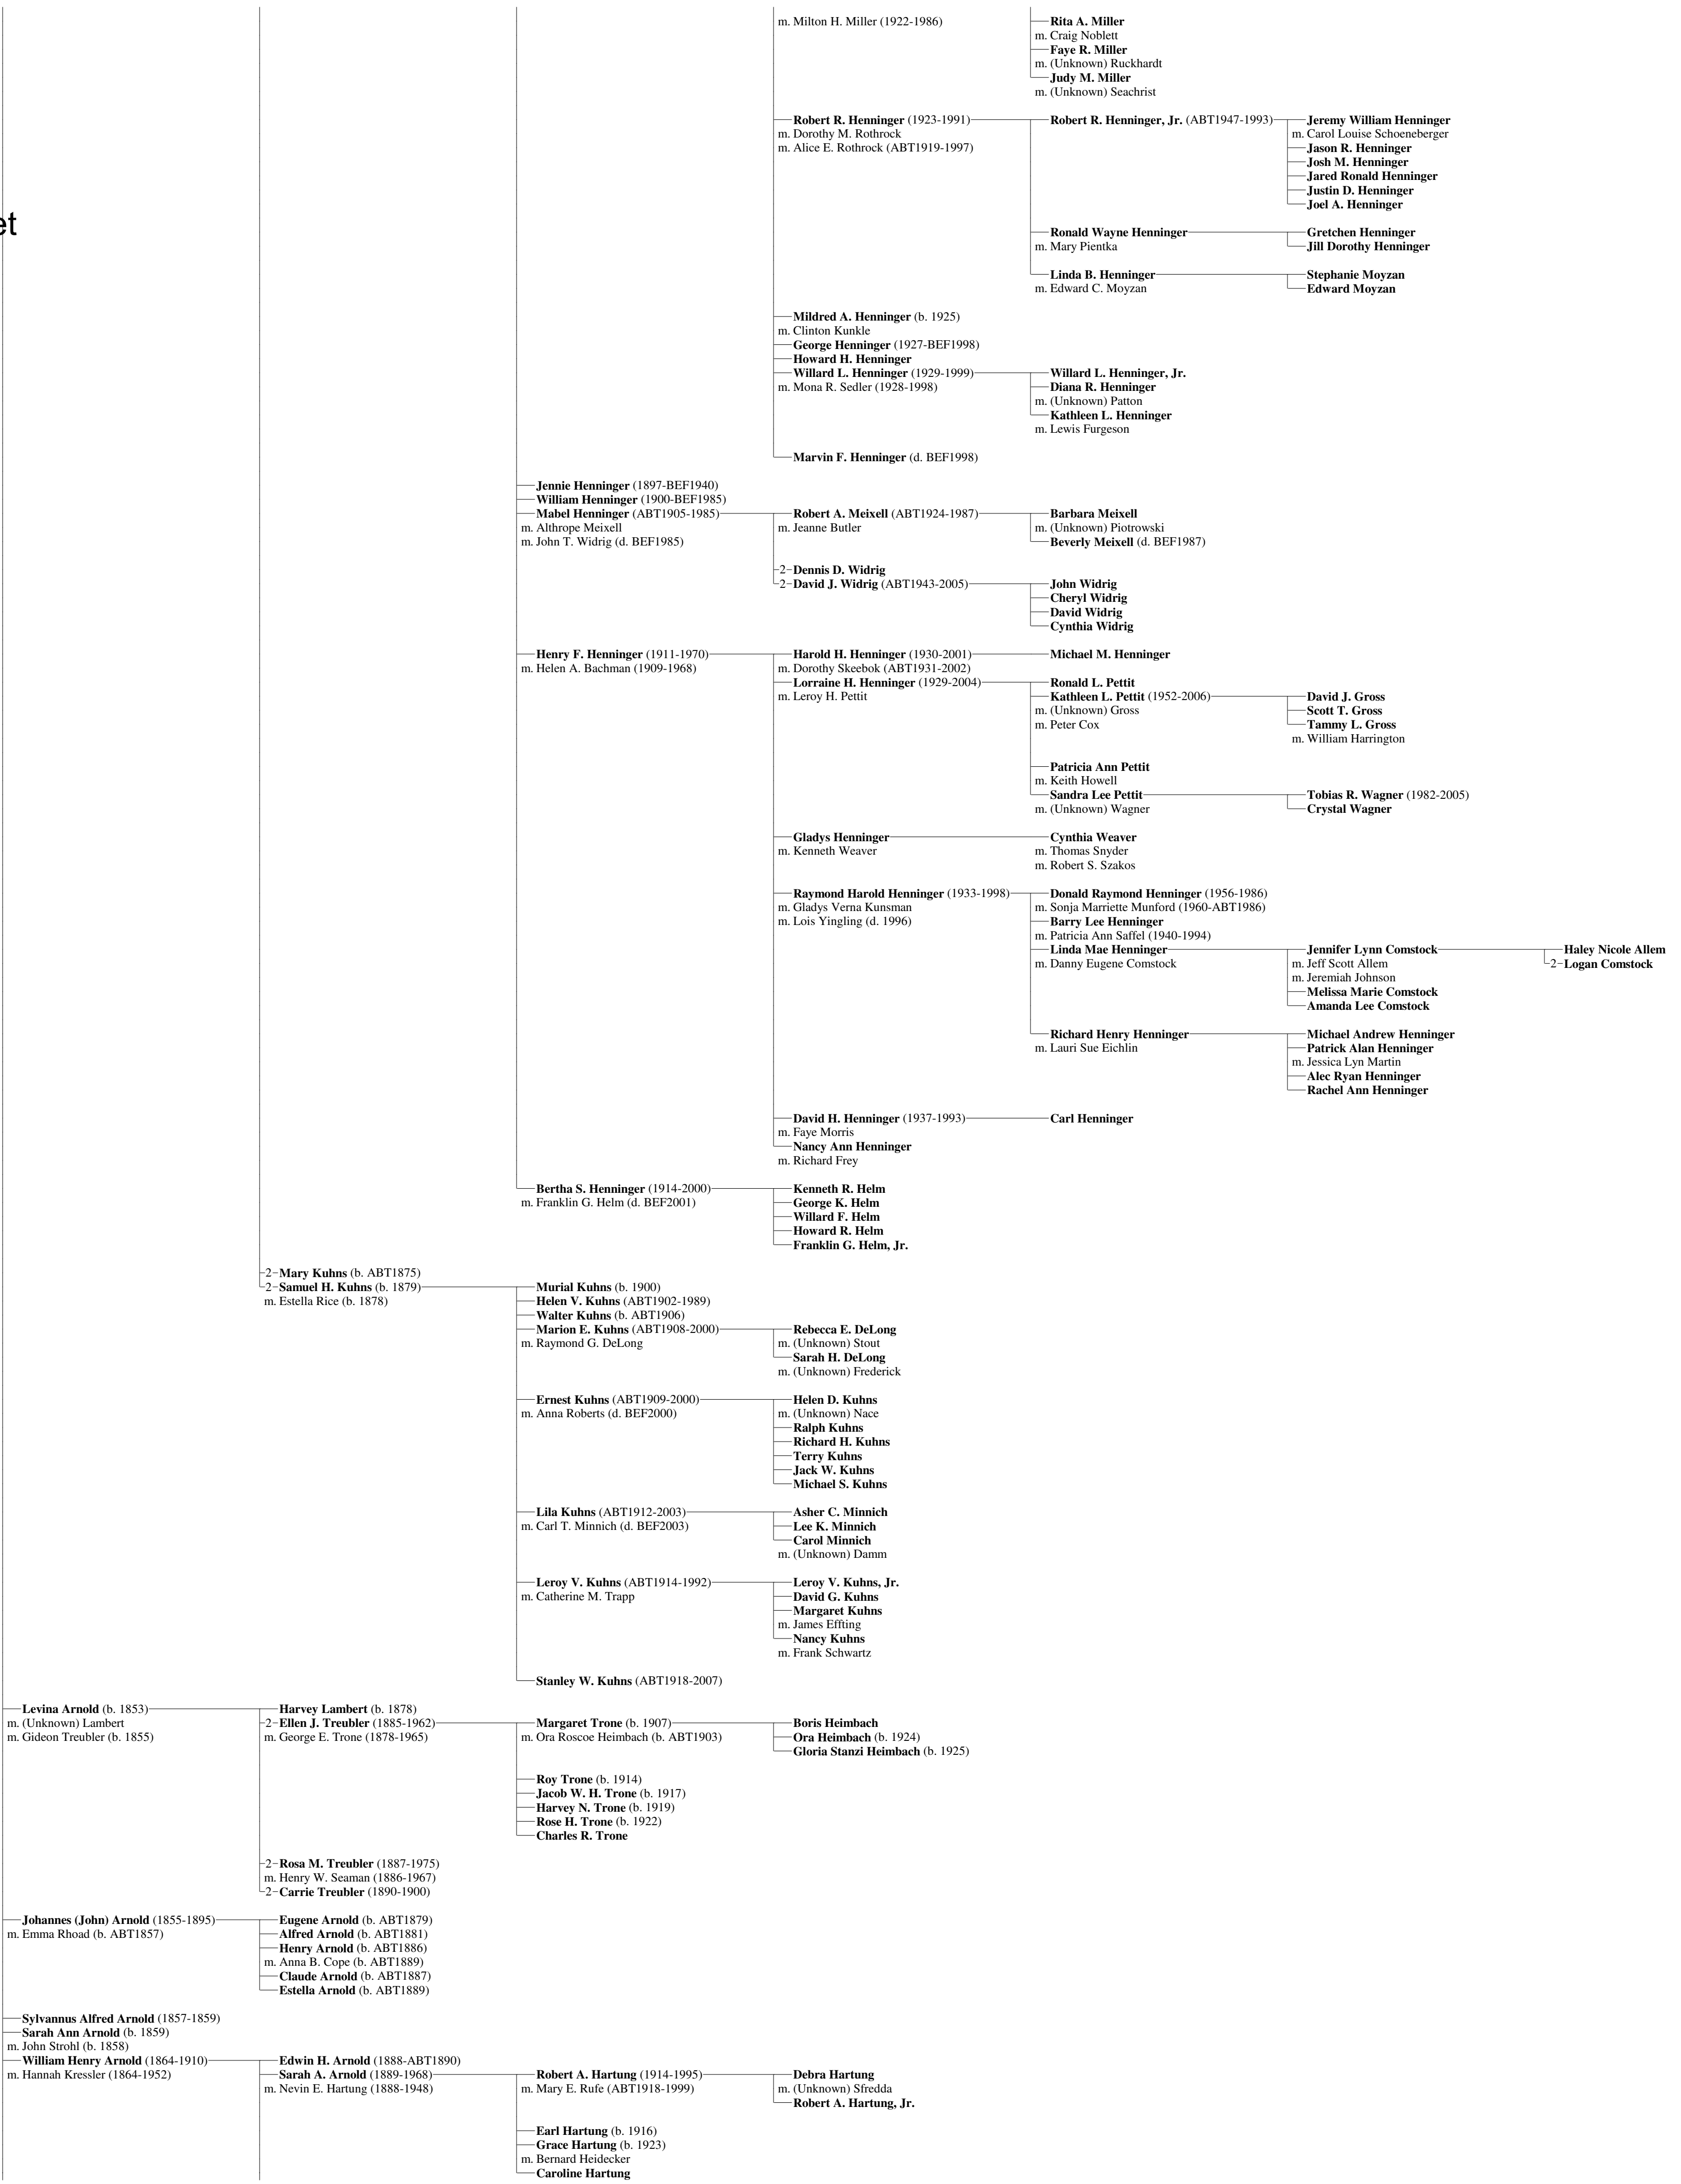 m. Milton H. Miller (1922-1986) Rita A. Miller
m. Craig Noblett
Faye R. Miller
m. (Unknown) Ruckhardt
Judy M. Miller
m. (Unknown) Seachrist
Robert R. Henninger (1923-1991) Robert R. Henninger, Jr. (ABT1947-1993) Jeremy William Henninger
m. Dorothy M. Rothrock m. Carol Louise Schoeneberger
m. Alice E. Rothrock (ABT1919-1997) Jason R. Henninger
Josh M. Henninger
Jared Ronald Henninger
Justin D. Henninger
Joel A. Henninger
et
Ronald Wayne Henninger Gretchen Henninger
m. Mary Pientka Jill Dorothy Henninger
Linda B. Henninger Stephanie Moyzan
m. Edward C. Moyzan Edward Moyzan
Mildred A. Henninger (b. 1925)
m. Clinton Kunkle
George Henninger (1927-BEF1998)
Howard H. Henninger
Willard L. Henninger (1929-1999) Willard L. Henninger, Jr.
m. Mona R. Sedler (1928-1998) Diana R. Henninger
m. (Unknown) Patton
Kathleen L. Henninger
m. Lewis Furgeson
Marvin F. Henninger (d. BEF1998)
Jennie Henninger (1897-BEF1940)
William Henninger (1900-BEF1985)
Mabel Henninger (ABT1905-1985) Robert A. Meixell (ABT1924-1987) Barbara Meixell
m. Althrope Meixell m. Jeanne Butler m. (Unknown) Piotrowski
m. John T. Widrig (d. BEF1985) Beverly Meixell (d. BEF1987)
2 Dennis D. Widrig
2 David J. Widrig (ABT1943-2005) John Widrig
Cheryl Widrig
David Widrig
Cynthia Widrig
Henry F. Henninger (1911-1970) Harold H. Henninger (1930-2001) Michael M. Henninger
m. Helen A. Bachman (1909-1968) m. Dorothy Skeebok (ABT1931-2002)
Lorraine H. Henninger (1929-2004) Ronald L. Pettit
m. Leroy H. Pettit Kathleen L. Pettit (1952-2006) David J. Gross
m. (Unknown) Gross Scott T. Gross
m. Peter Cox Tammy L. Gross
m. William Harrington
Patricia Ann Pettit
m. Keith Howell
Sandra Lee Pettit Tobias R. Wagner (1982-2005)
m. (Unknown) Wagner Crystal Wagner
Gladys Henninger Cynthia Weaver
m. Kenneth Weaver m. Thomas Snyder
m. Robert S. Szakos
Raymond Harold Henninger (1933-1998) Donald Raymond Henninger (1956-1986)
m. Gladys Verna Kunsman m. Sonja Marriette Munford (1960-ABT1986)
m. Lois Yingling (d. 1996) Barry Lee Henninger
m. Patricia Ann Saffel (1940-1994)
Linda Mae Henninger Jennifer Lynn Comstock Haley Nicole Allem
m. Danny Eugene Comstock m. Jeff Scott Allem 2 Logan Comstock
m. Jeremiah Johnson
Melissa Marie Comstock
Amanda Lee Comstock
Richard Henry Henninger Michael Andrew Henninger
m. Lauri Sue Eichlin Patrick Alan Henninger
m. Jessica Lyn Martin
Alec Ryan Henninger
Rachel Ann Henninger
David H. Henninger (1937-1993) Carl Henninger
m. Faye Morris
Nancy Ann Henninger
m. Richard Frey
Bertha S. Henninger (1914-2000) Kenneth R. Helm
m. Franklin G. Helm (d. BEF2001) George K. Helm
Willard F. Helm
Howard R. Helm
Franklin G. Helm, Jr.
2 Mary Kuhns (b. ABT1875)
2 Samuel H. Kuhns (b. 1879) Murial Kuhns (b. 1900)
m. Estella Rice (b. 1878) Helen V. Kuhns (ABT1902-1989)
Walter Kuhns (b. ABT1906)
Marion E. Kuhns (ABT1908-2000) Rebecca E. DeLong
m. Raymond G. DeLong m. (Unknown) Stout
Sarah H. DeLong
m. (Unknown) Frederick
Ernest Kuhns (ABT1909-2000) Helen D. Kuhns
m. Anna Roberts (d. BEF2000) m. (Unknown) Nace
Ralph Kuhns
Richard H. Kuhns
Terry Kuhns
Jack W. Kuhns
Michael S. Kuhns
Lila Kuhns (ABT1912-2003) Asher C. Minnich
m. Carl T. Minnich (d. BEF2003) Lee K. Minnich
Carol Minnich
m. (Unknown) Damm
Leroy V. Kuhns (ABT1914-1992) Leroy V. Kuhns, Jr.
m. Catherine M. Trapp David G. Kuhns
Margaret Kuhns
m. James Effting
Nancy Kuhns
m. Frank Schwartz
Stanley W. Kuhns (ABT1918-2007)
Levina Arnold (b. 1853) Harvey Lambert (b. 1878)
m. (Unknown) Lambert 2 Ellen J. Treubler (1885-1962) Margaret Trone (b. 1907) Boris Heimbach
m. Gideon Treubler (b. 1855) m. George E. Trone (1878-1965) m. Ora Roscoe Heimbach (b. ABT1903) Ora Heimbach (b. 1924)
Gloria Stanzi Heimbach (b. 1925)
Roy Trone (b. 1914)
Jacob W. H. Trone (b. 1917)
Harvey N. Trone (b. 1919)
Rose H. Trone (b. 1922)
Charles R. Trone
2 Rosa M. Treubler (1887-1975)
m. Henry W. Seaman (1886-1967)
2 Carrie Treubler (1890-1900)
Johannes (John) Arnold (1855-1895) Eugene Arnold (b. ABT1879)
m. Emma Rhoad (b. ABT1857) Alfred Arnold (b. ABT1881)
Henry Arnold (b. ABT1886)
m. Anna B. Cope (b. ABT1889)
Claude Arnold (b. ABT1887)
Estella Arnold (b. ABT1889)
Sylvannus Alfred Arnold (1857-1859)
Sarah Ann Arnold (b. 1859)
m. John Strohl (b. 1858)
William Henry Arnold (1864-1910) Edwin H. Arnold (1888-ABT1890)
m. Hannah Kressler (1864-1952) Sarah A. Arnold (1889-1968) Robert A. Hartung (1914-1995) Debra Hartung
m. Nevin E. Hartung (1888-1948) m. Mary E. Rufe (ABT1918-1999) m. (Unknown) Sfredda
Robert A. Hartung, Jr.
Earl Hartung (b. 1916)
Grace Hartung (b. 1923)
m. Bernard Heidecker
Caroline Hartung